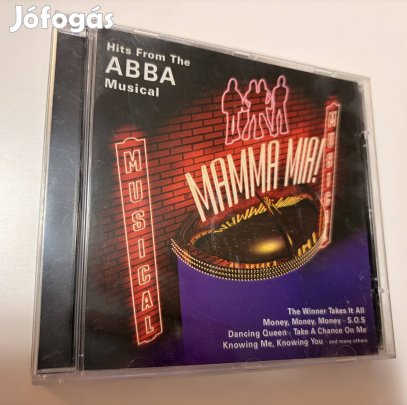 Jófogás
Hits From The
ABBA
Musical
MUSICAL
MAMMA MIA!
MUSICAL
The Winner Takes It All
Money, Money, Money · S.O.S
Dancing Queen · Take A Chance On Me
Knowing Me, Knowing You · and many others